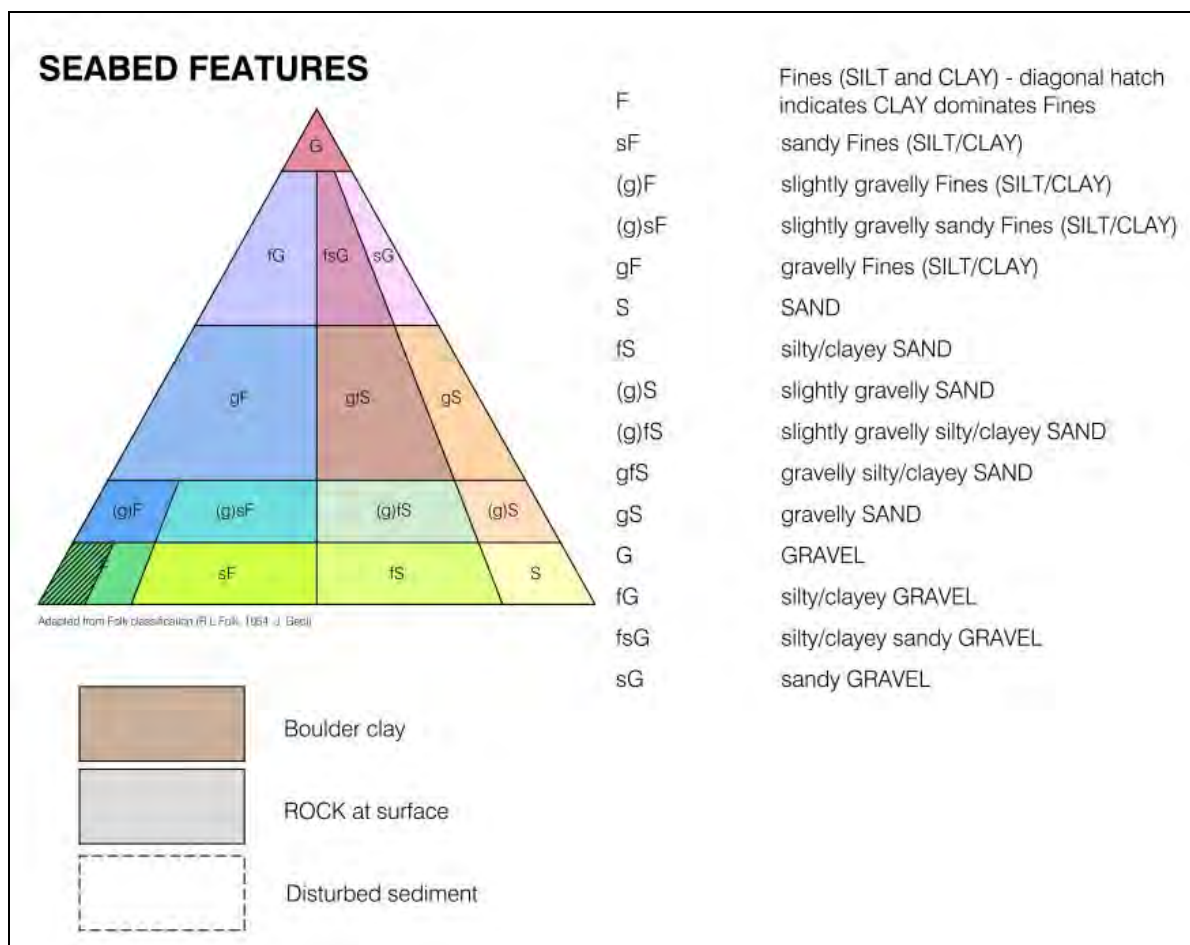 SEABED FEATURES
G
fG
fsG
sG
gF
gfS
gS
(g)F
(g)sF
(g)fS
(g)S
F
sF
fS
S
Adapted from Folk classification (R L Folk, 1954 J. Geol)
F Fines (SILT and CLAY) - diagonal hatch
indicates CLAY dominates Fines
sF sandy Fines (SILT/CLAY)
(g)F slightly gravelly Fines (SILT/CLAY)
(g)sF slightly gravelly sandy Fines (SILT/CLAY)
gF gravelly Fines (SILT/CLAY)
S SAND
fS silty/clayey SAND
(g)S slightly gravelly SAND
(g)fS slightly gravelly silty/clayey SAND
gfS gravelly silty/clayey SAND
gS gravelly SAND
G GRAVEL
fG silty/clayey GRAVEL
fsG silty/clayey sandy GRAVEL
sG sandy GRAVEL
Boulder clay
ROCK at surface
Disturbed sediment